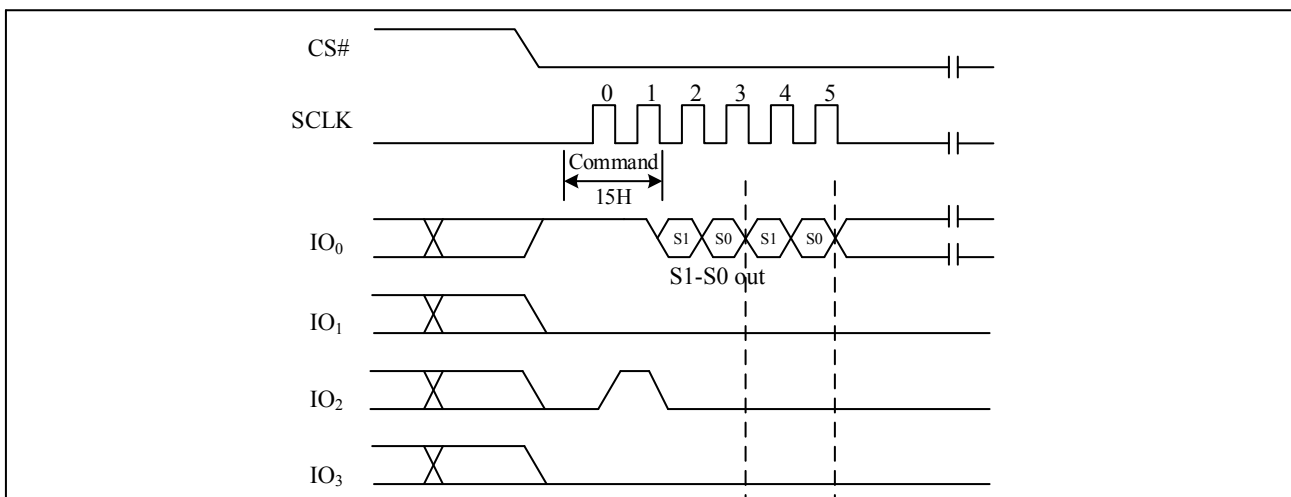 CS#
0 1 2 3 4 5
SCLK
Command
15H
IO₀
S1 S0 S1 S0
S1-S0 out
IO₁
IO₂
IO₃